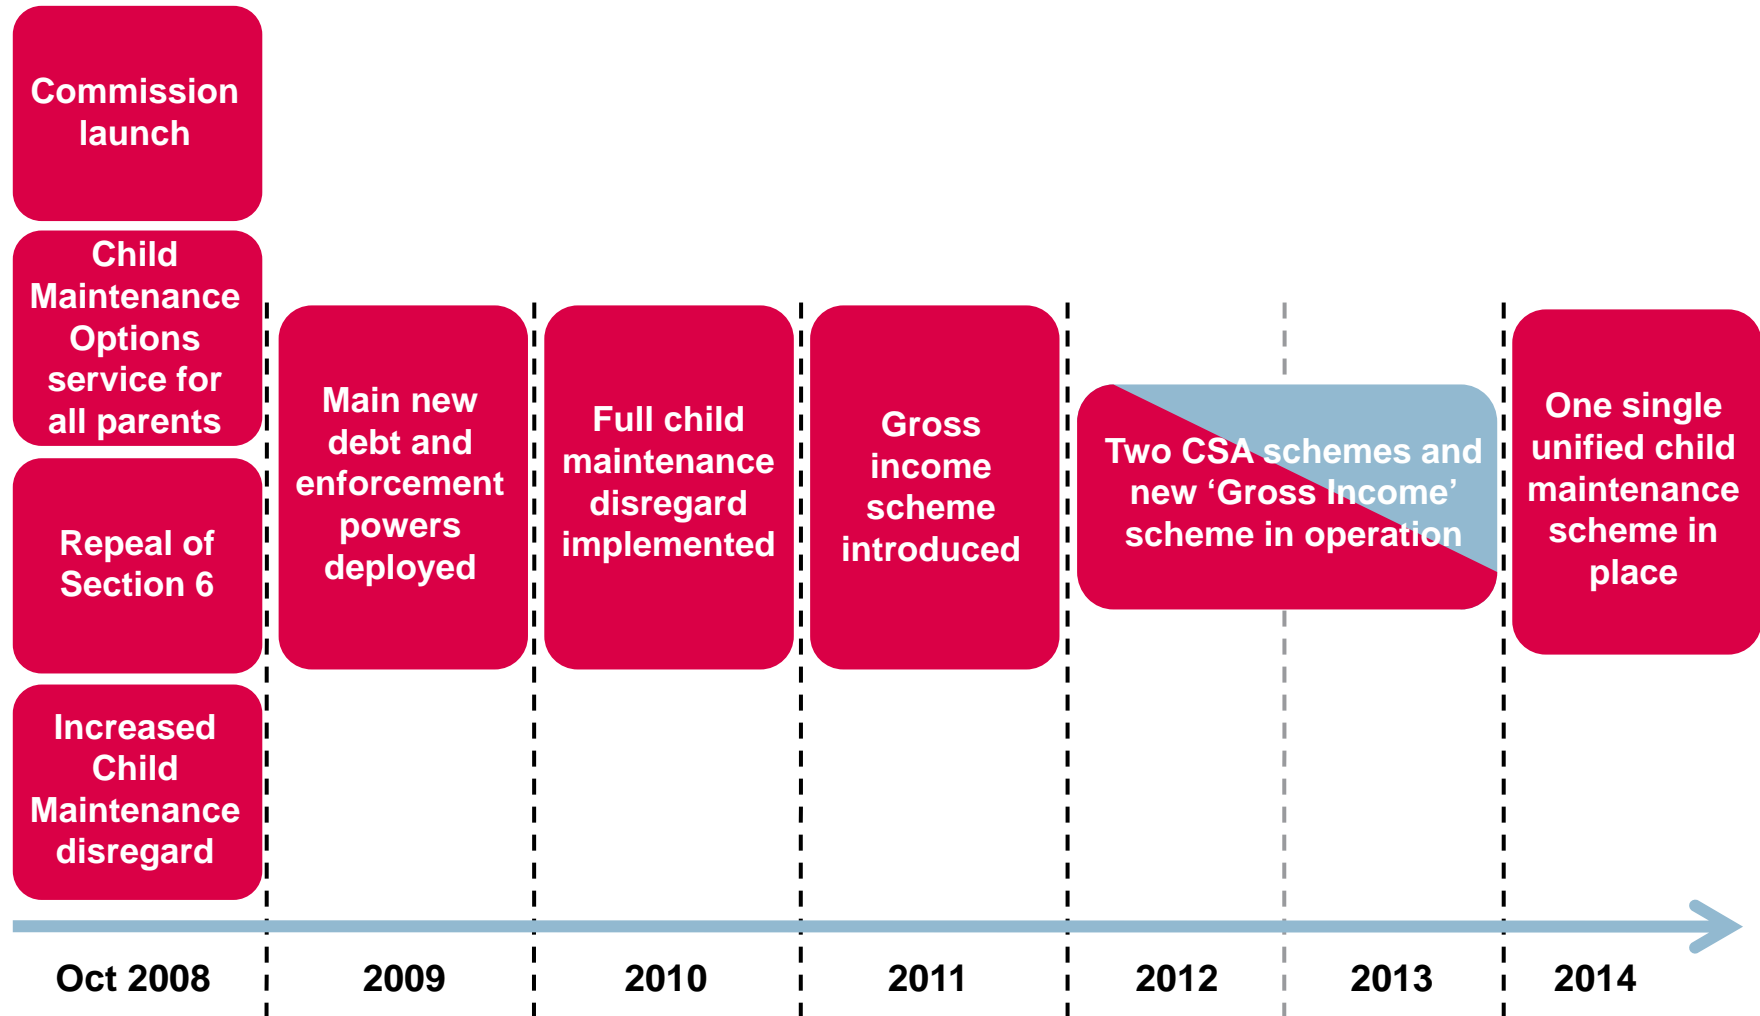 Commission
launch
Child
Maintenance
Options
service for
all parents
Repeal of
Section 6
Increased
Child
Maintenance
disregard
Main new
debt and
enforcement
powers
deployed
Full child
maintenance
disregard
implemented
Gross
income
scheme
introduced
Two CSA schemes and
new ‘Gross Income’
scheme in operation
One single
unified child
maintenance
scheme in
place
Oct 2008
2009
2010
2011
2012
2013
2014